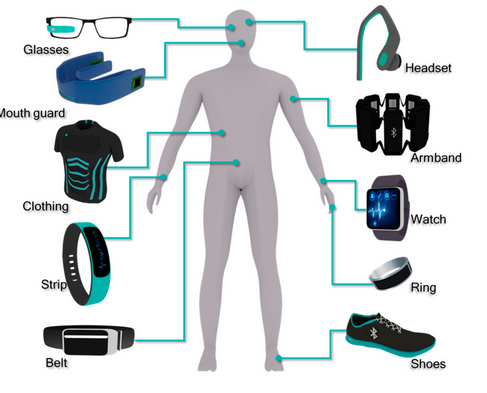 Glasses
Headset
Mouth guard
Armband
Clothing
Watch
Strip
Ring
Belt
Shoes